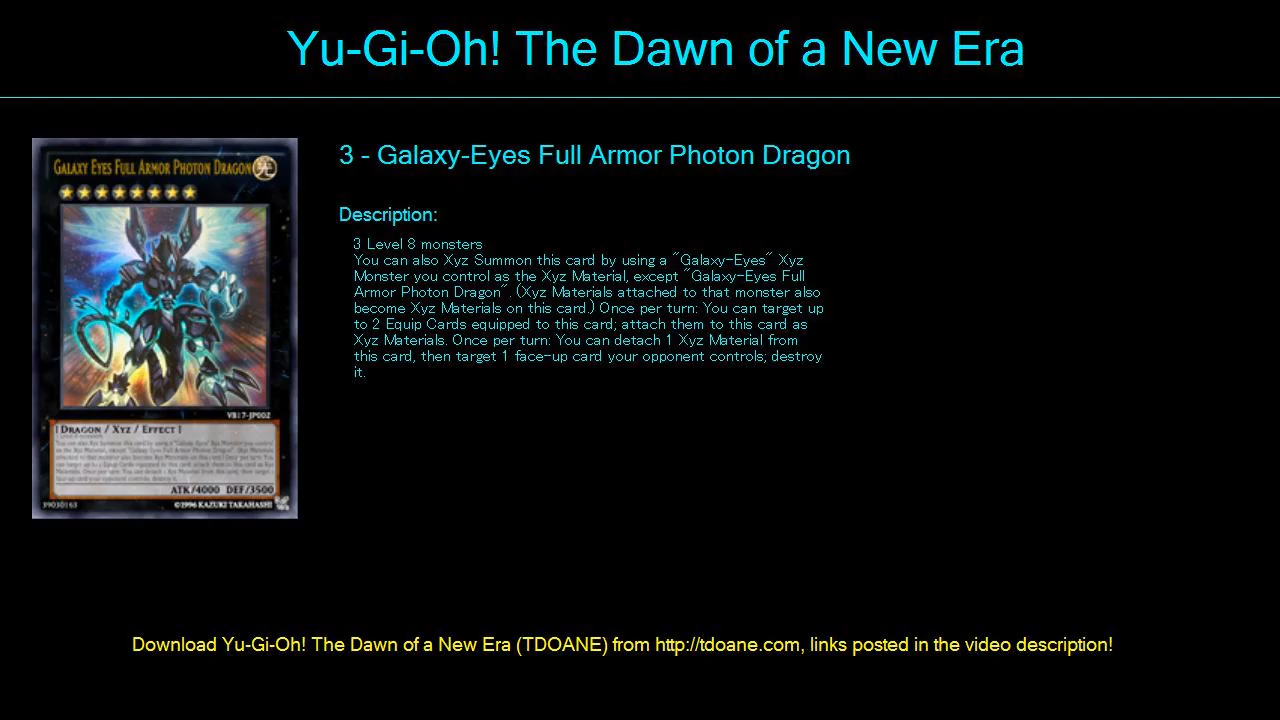 Yu-Gi-Oh! The Dawn of a New Era
3 - Galaxy-Eyes Full Armor Photon Dragon
Description:
3 Level 8 monsters
You can also Xyz Summon this card by using a "Galaxy-Eyes" Xyz
Monster you control as the Xyz Material, except "Galaxy-Eyes Full
Armor Photon Dragon". (Xyz Materials attached to that monster also
become Xyz Materials on this card.) Once per turn: You can target up
to 2 Equip Cards equipped to this card; attach them to this card as
Xyz Materials. Once per turn: You can detach 1 Xyz Material from
this card, then target 1 face-up card your opponent controls; destroy
it.
GALAXY EYES FULL ARMOR PHOTON DRAGON
光
VB17-JP002
[ DRAGON / XYZ / EFFECT ]
ATK/4000 DEF/3500
39030163 ©1996 KAZUKI TAKAHASHI
Download Yu-Gi-Oh! The Dawn of a New Era (TDOANE) from http://tdoane.com, links posted in the video description!